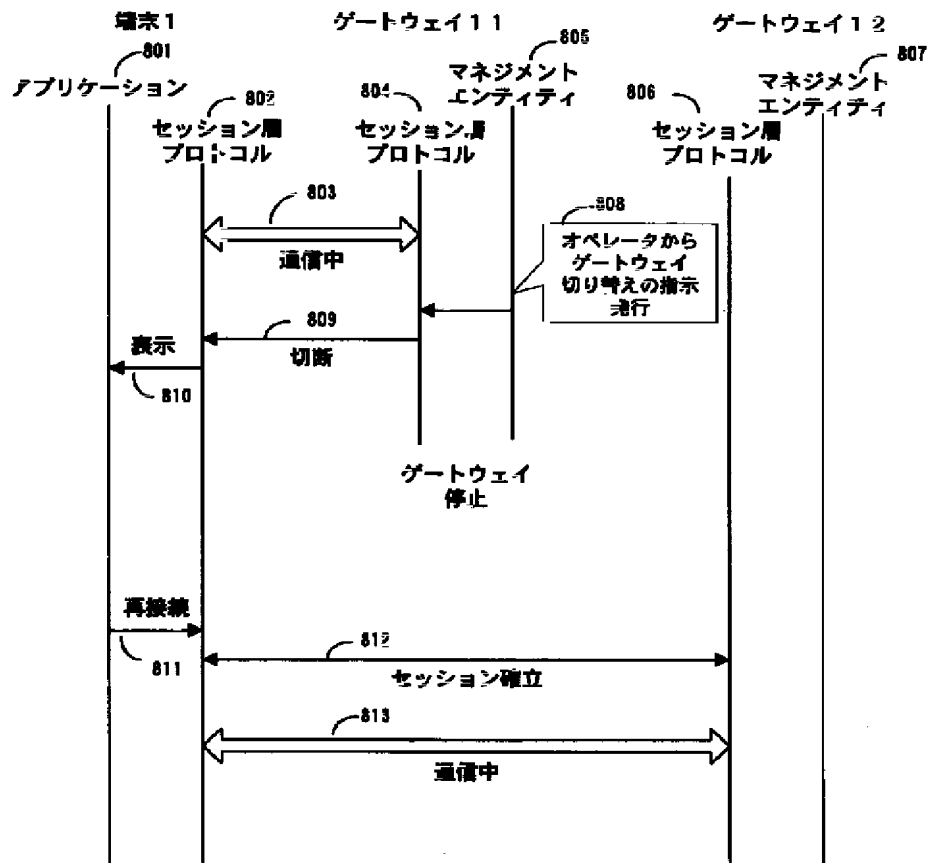 端末1
ゲートウェイ11
ゲートウェイ12
801
アプリケーション
802
セッション層
プロトコル
804
セッション層
プロトコル
805
マネジメント
エンティティ
806
セッション層
プロトコル
807
マネジメント
エンティティ
803
通信中
808
オペレータから
ゲートウェイ
切り替えの指示
発行
809
切断
表示
810
ゲートウェイ
停止
再接続
811
812
セッション確立
813
通信中